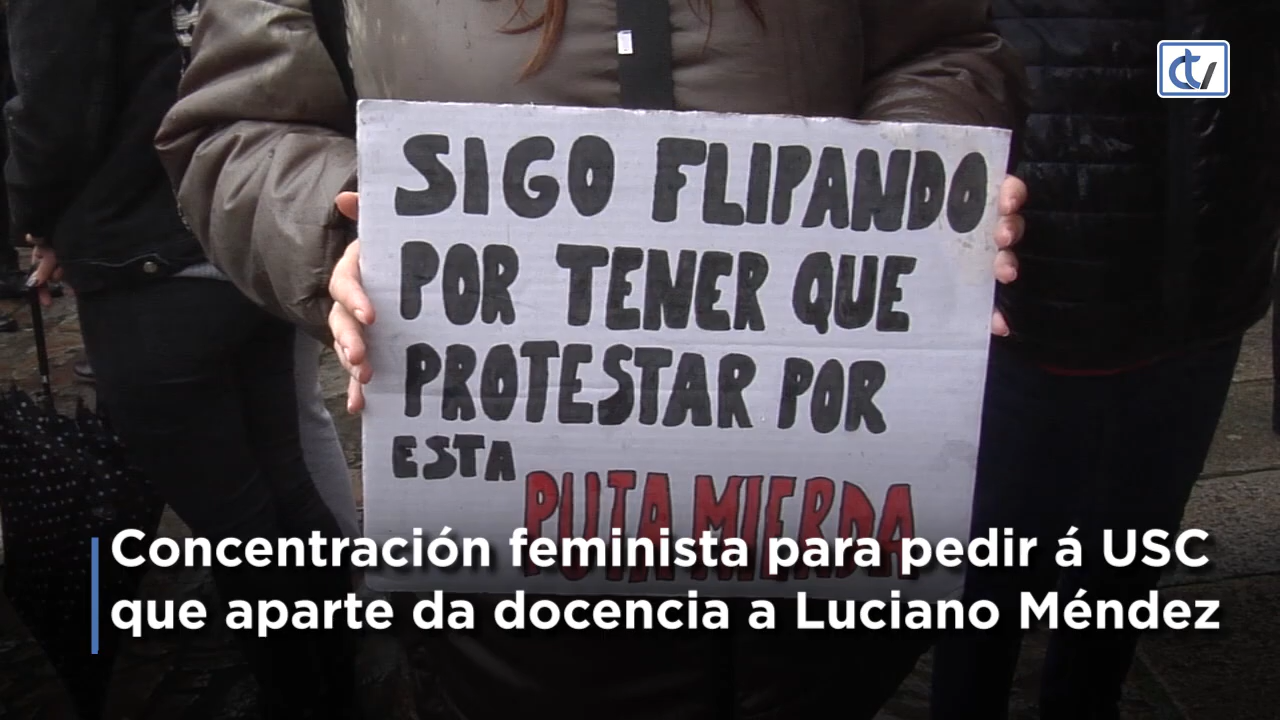 CTV
SIGO FLIPANDO
POR TENER QUE
PROTESTAR POR
ESTA
PUTA MIERDA
Concentración feminista para pedir á USC
que aparte da docencia a Luciano Méndez